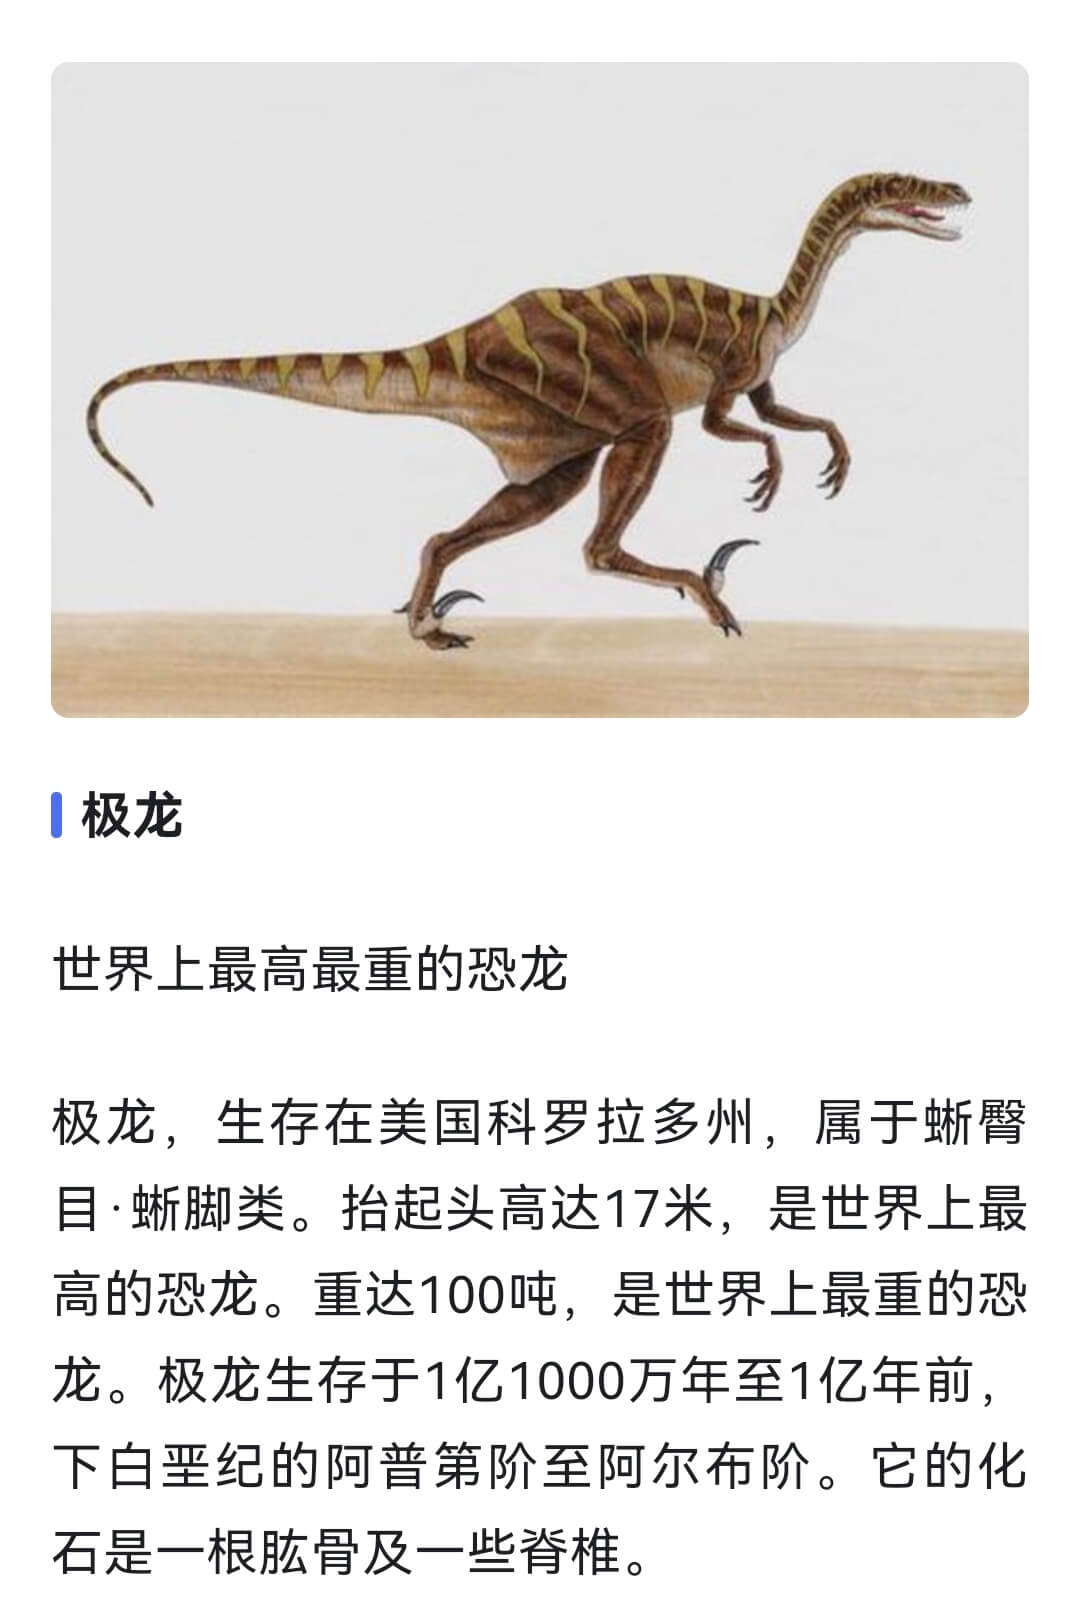 极龙
世界上最高最重的恐龙
极龙，生存在美国科罗拉多州，属于蜥臀
目·蜥脚类。抬起头高达17米，是世界上最
高的恐龙。重达100吨，是世界上最重的恐
龙。极龙生存于1亿1000万年至1亿年前，
下白垩纪的阿普第阶至阿尔布阶。它的化
石是一根肱骨及一些脊椎。